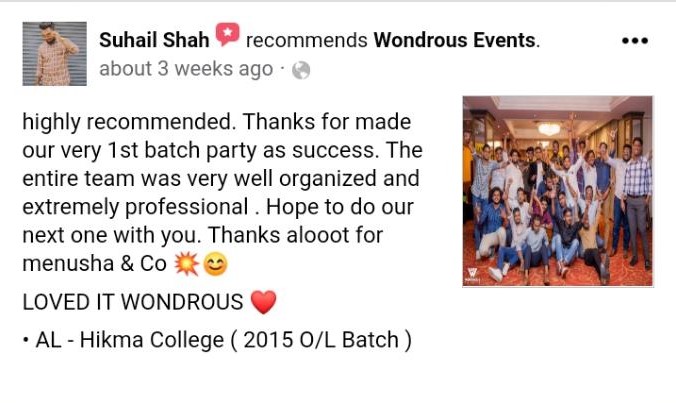 Suhail Shah recommends Wondrous Events.
about 3 weeks ago ·
highly recommended. Thanks for made
our very 1st batch party as success. The
entire team was very well organized and
extremely professional . Hope to do our
next one with you. Thanks alooot for
menusha & Co 💥😊
LOVED IT WONDROUS ❤️
• AL - Hikma College ( 2015 O/L Batch )